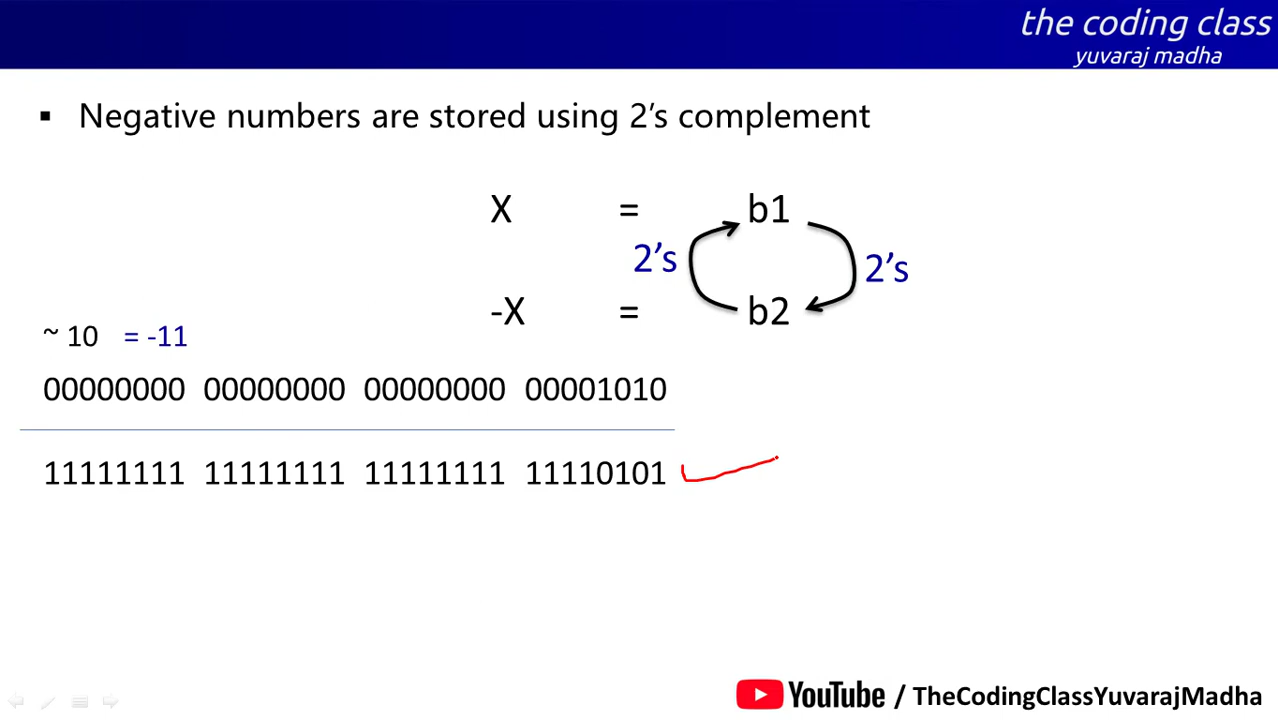 the coding class
yuvaraj madha
▪ Negative numbers are stored using 2's complement
X = b1
2's 2's
-X = b2
~ 10 = -11
00000000 00000000 00000000 00001010
11111111 11111111 11111111 11110101
YouTube / TheCodingClassYuvarajMadha